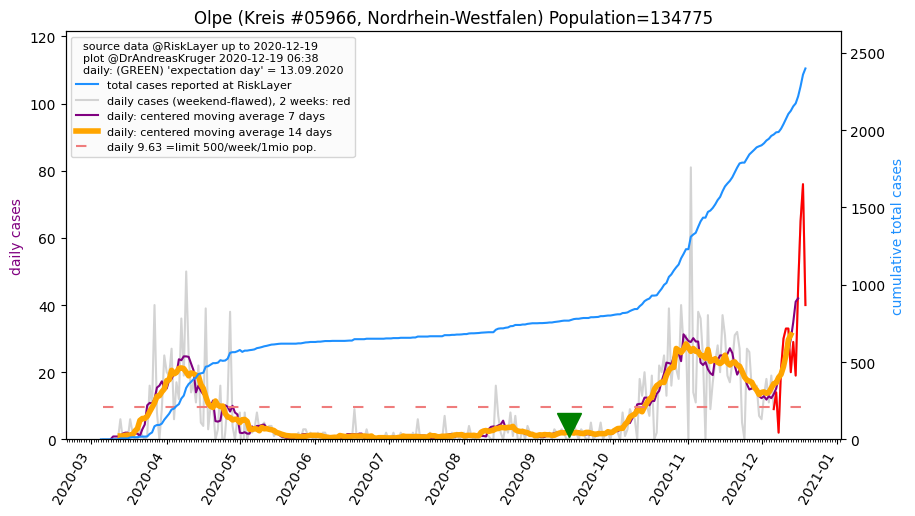 Olpe (Kreis #05966, Nordrhein-Westfalen) Population=134775
source data @RiskLayer up to 2020-12-19
plot @DrAndreasKruger 2020-12-19 06:38
daily: (GREEN) 'expectation day' = 13.09.2020
total cases reported at RiskLayer
daily cases (weekend-flawed), 2 weeks: red
daily: centered moving average 7 days
daily: centered moving average 14 days
daily 9.63 =limit 500/week/1mio pop.
daily cases
120
100
80
60
40
20
0
cumulative total cases
2500
2000
1500
1000
500
0
2020-03
2020-04
2020-05
2020-06
2020-07
2020-08
2020-09
2020-10
2020-11
2020-12
2021-01